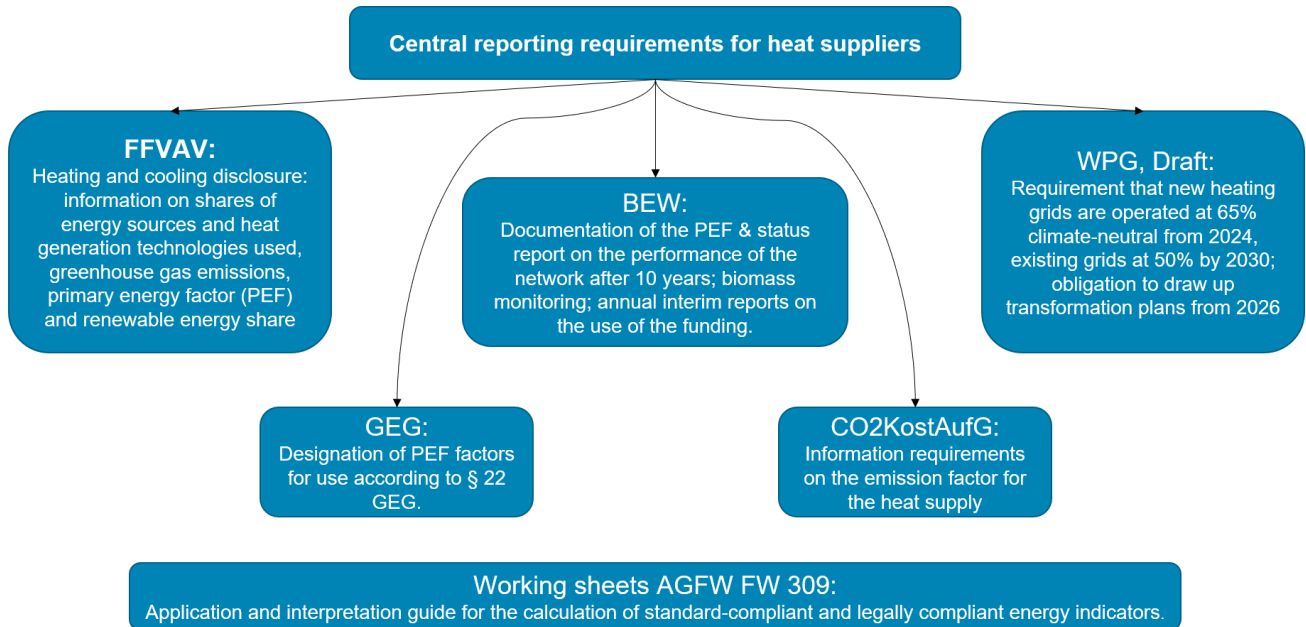 Central reporting requirements for heat suppliers
FFVAV:
Heating and cooling disclosure:
information on shares of
energy sources and heat
generation technologies used,
greenhouse gas emissions,
primary energy factor (PEF)
and renewable energy share
BEW:
Documentation of the PEF & status
report on the performance of the
network after 10 years; biomass
monitoring; annual interim reports on
the use of the funding.
WPG, Draft:
Requirement that new heating
grids are operated at 65%
climate-neutral from 2024,
existing grids at 50% by 2030;
obligation to draw up
transformation plans from 2026
GEG:
Designation of PEF factors
for use according to § 22
GEG.
CO2KostAufG:
Information requirements
on the emission factor for
the heat supply
Working sheets AGFW FW 309:
Application and interpretation guide for the calculation of standard-compliant and legally compliant energy indicators.